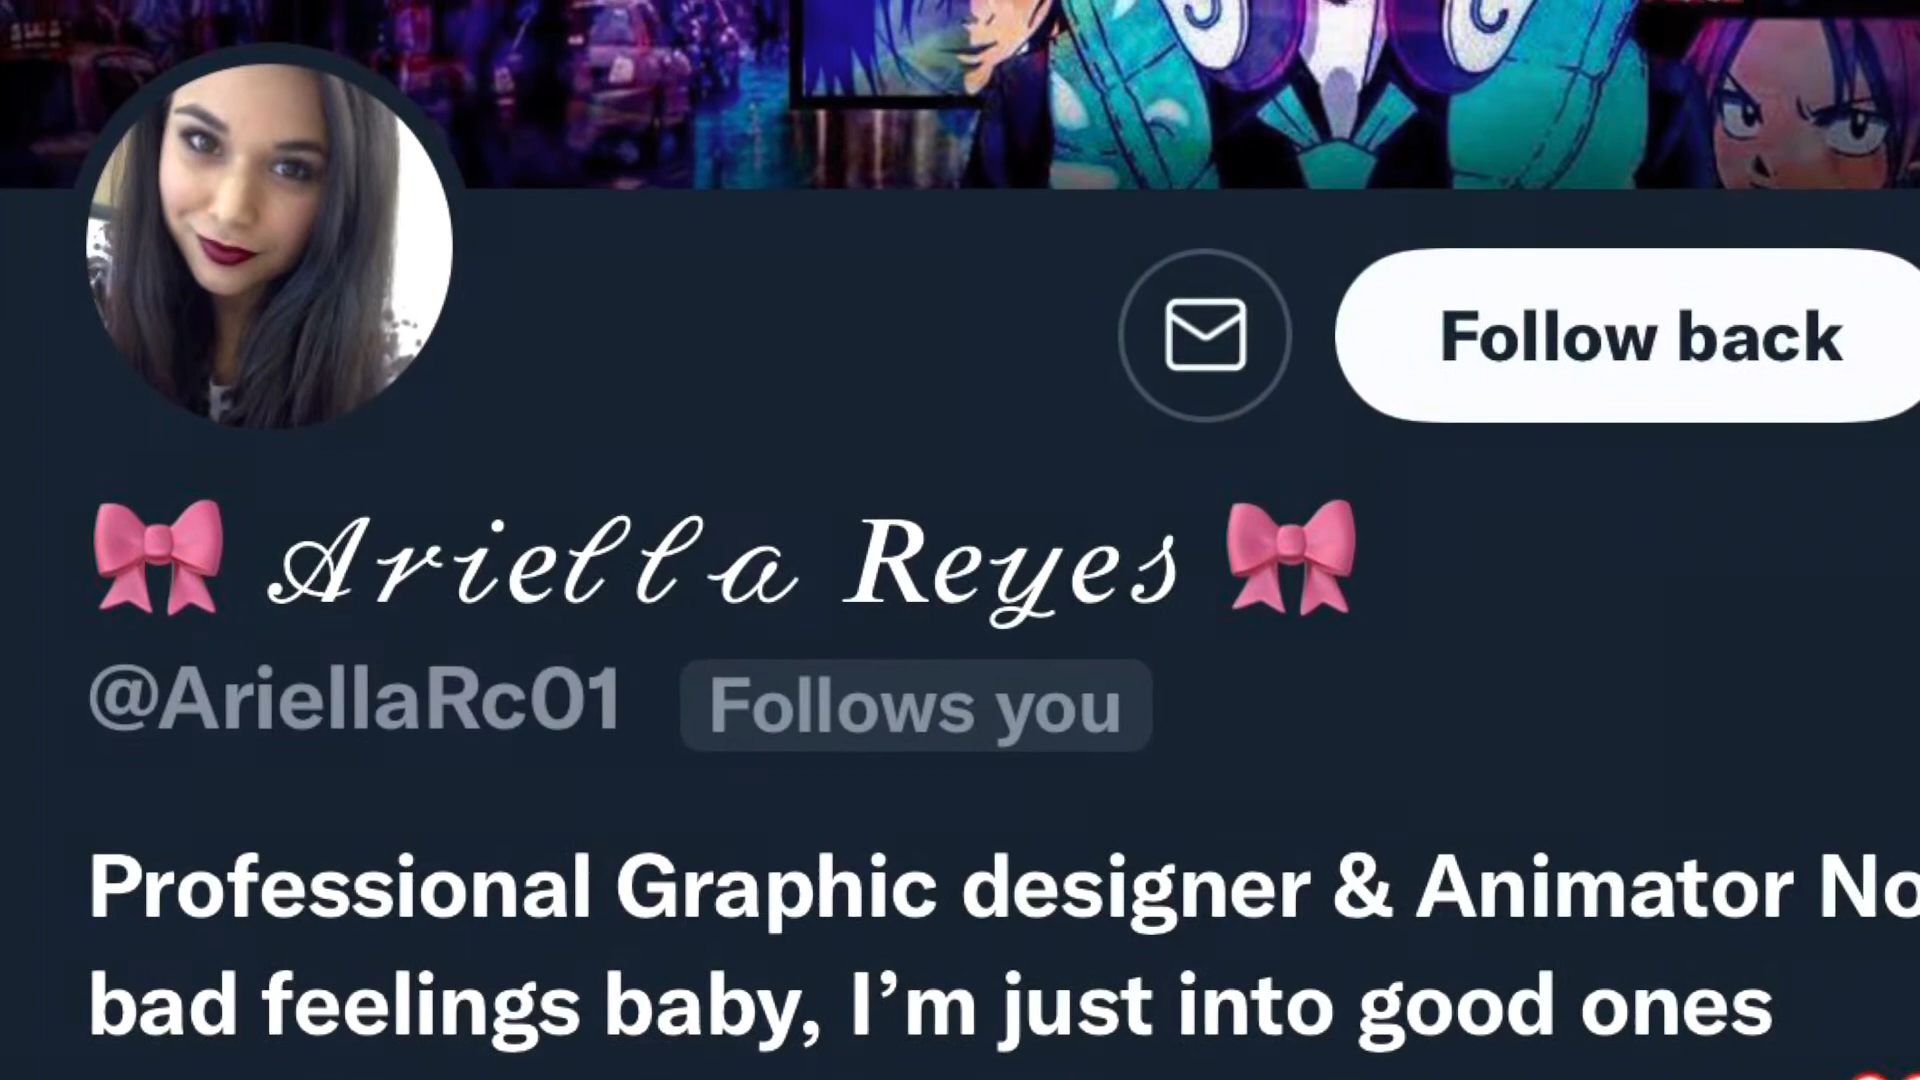 Follow back
🎀 𝒜𝓇𝒾𝑒𝓁𝓁𝒶 𝑅𝑒𝓎𝑒𝓈 🎀
@AriellaRc01 Follows you
Professional Graphic designer & Animator No
bad feelings baby, I’m just into good ones